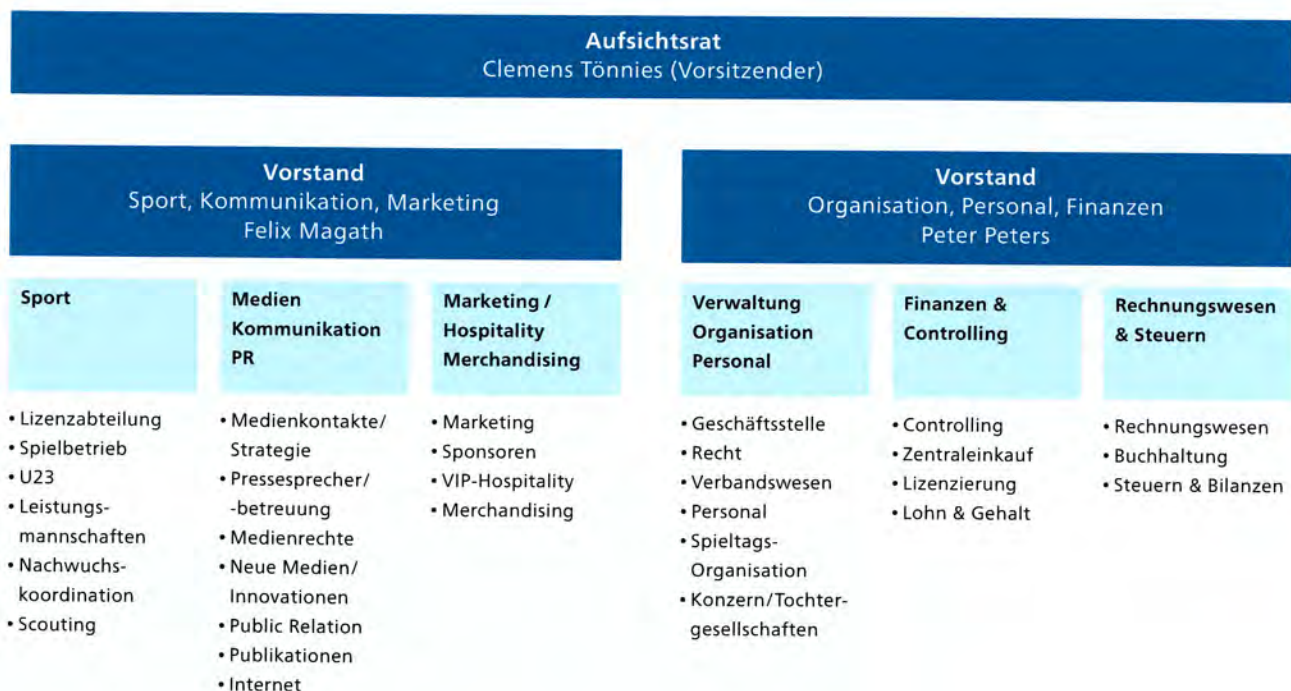 Aufsichtsrat
Clemens Tönnies (Vorsitzender)
Vorstand
Sport, Kommunikation, Marketing
Felix Magath
Vorstand
Organisation, Personal, Finanzen
Peter Peters
Sport
• Lizenzabteilung
• Spielbetrieb
• U23
• Leistungs-
mannschaften
• Nachwuchs-
koordination
• Scouting
Medien
Kommunikation
PR
• Medienkontakte/
Strategie
• Pressesprecher/
-betreuung
• Medienrechte
• Neue Medien/
Innovationen
• Public Relation
• Publikationen
• Internet
Marketing /
Hospitality
Merchandising
• Marketing
• Sponsoren
• VIP-Hospitality
• Merchandising
Verwaltung
Organisation
Personal
• Geschäftsstelle
• Recht
• Verbandswesen
• Personal
• Spieltags-
Organisation
• Konzern/Tochter-
gesellschaften
Finanzen &
Controlling
• Controlling
• Zentraleinkauf
• Lizenzierung
• Lohn & Gehalt
Rechnungswesen
& Steuern
• Rechnungswesen
• Buchhaltung
• Steuern & Bilanzen